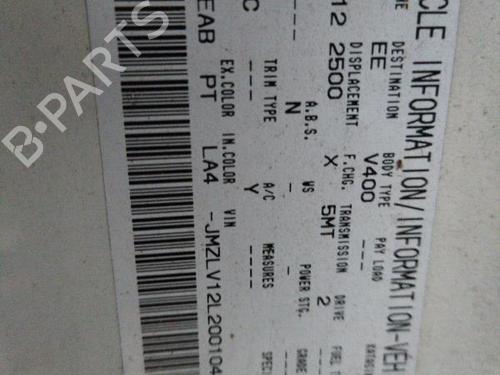 CLE INFORMATION/INFORMATION-VEH
DESTINATION BODY TYPE PAY LOAD
EE V400
DISPLACEMENT F.CHG. TRANSMISSION DRIVE
12 2500 X 5MT 2
A.B.S. WS POWER STG.
--- N - -
TRIM TYPE A/C MEASURES
C --- Y -
EX.COLOR IN.COLOR VIN
EAB PT LA4 -JMZLV12L200104
B-PARTS